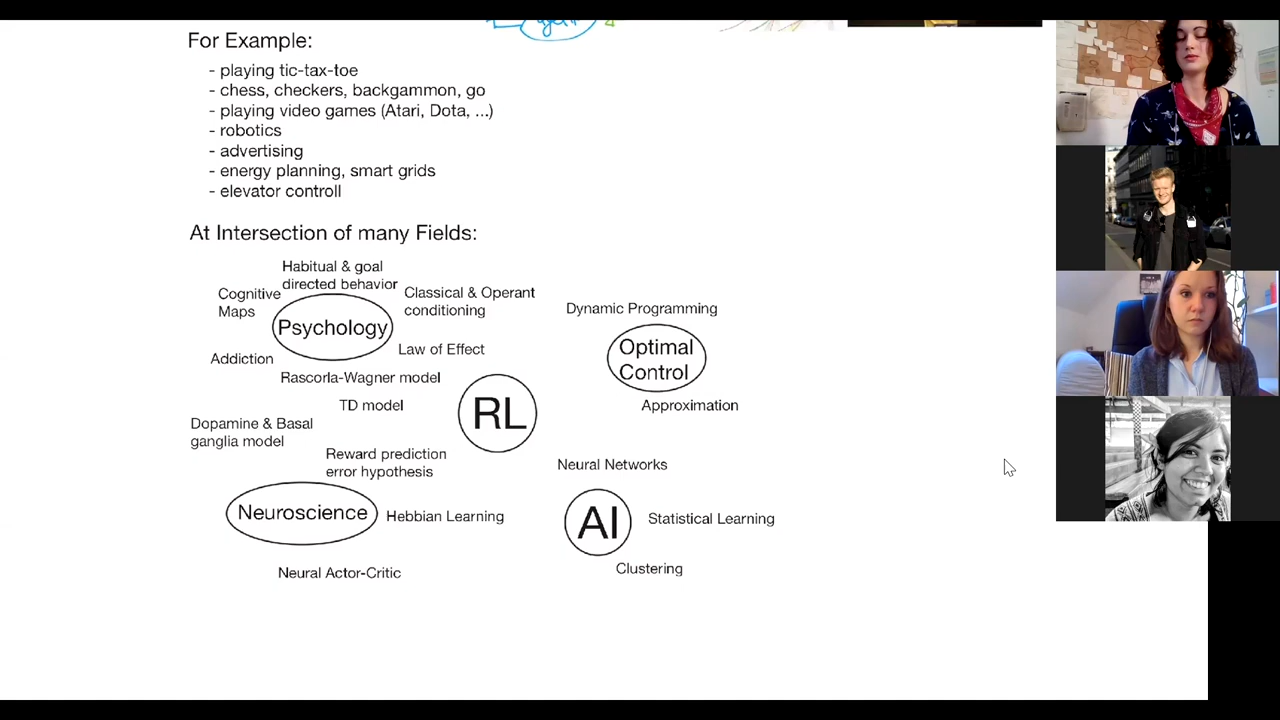 For Example:
- playing tic-tax-toe
- chess, checkers, backgammon, go
- playing video games (Atari, Dota, ...)
- robotics
- advertising
- energy planning, smart grids
- elevator controll
At Intersection of many Fields:
Habitual & goal
directed behavior
Cognitive
Maps
Classical & Operant
conditioning
Psychology
Law of Effect
Addiction
Rascorla-Wagner model
TD model
Dynamic Programming
Optimal
Control
Approximation
RL
Dopamine & Basal
ganglia model
Reward prediction
error hypothesis
Neuroscience
Hebbian Learning
Neural Actor-Critic
Neural Networks
AI
Statistical Learning
Clustering